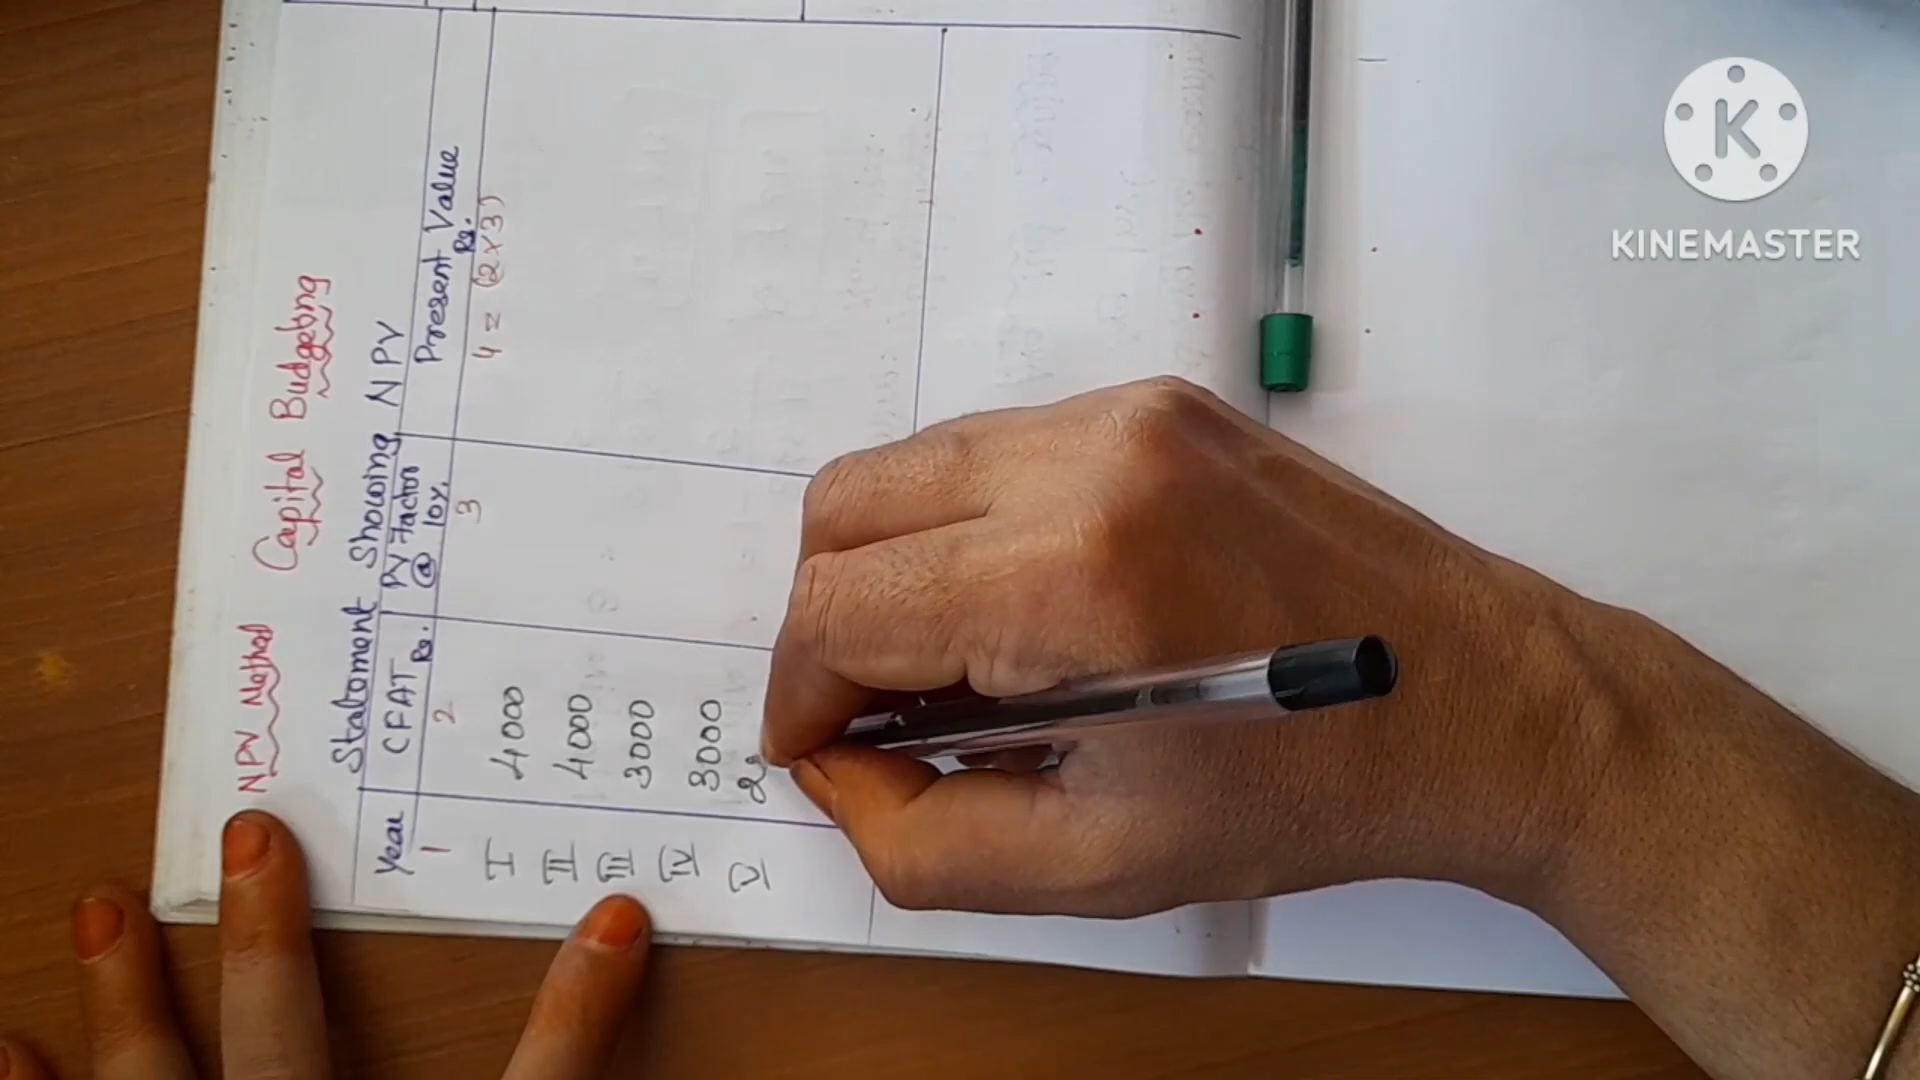 NPV Method Capital Budgeting
Statement Showing NPV
Year CFAT Rs. PV Factor @ 10%. Present Value Rs.
1 2 3 4 = (2x3)
I 4000
II 4000
III 3000
IV 3000
V 2
KINEMASTER